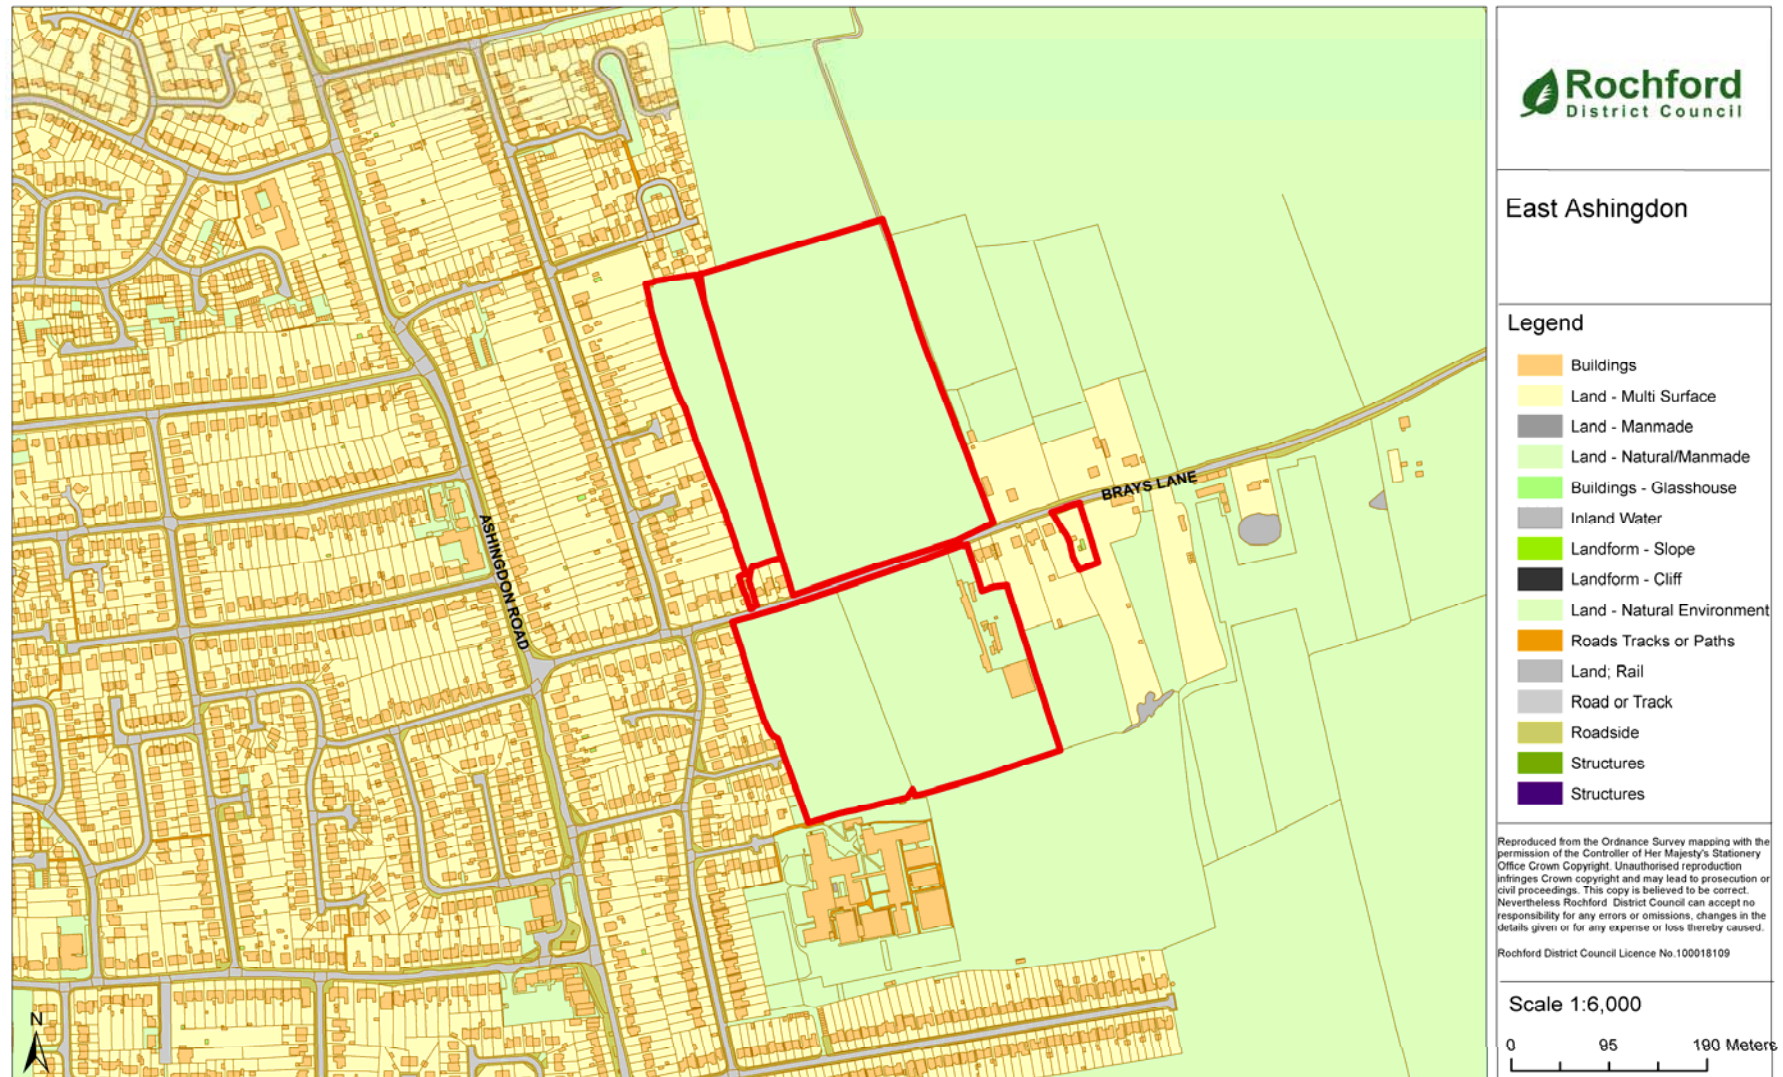 Rochford
District Council
East Ashingdon
Legend
Buildings
Land - Multi Surface
Land - Manmade
Land - Natural/Manmade
Buildings - Glasshouse
Inland Water
Landform - Slope
Landform - Cliff
Land - Natural Environment
Roads Tracks or Paths
Land; Rail
Road or Track
Roadside
Structures
Structures
Reproduced from the Ordnance Survey mapping with the
permission of the Controller of Her Majesty's Stationery
Office Crown Copyright. Unauthorised reproduction
infringes Crown copyright and may lead to prosecution or
civil proceedings. This copy is believed to be correct.
Nevertheless Rochford District Council can accept no
responsibility for any errors or omissions, changes in the
details given or for any expense or loss thereby caused.
Rochford District Council Licence No.100018109
Scale 1:6,000
0 95 190 Meters
BRAYS LANE
ASHINGDON ROAD
N